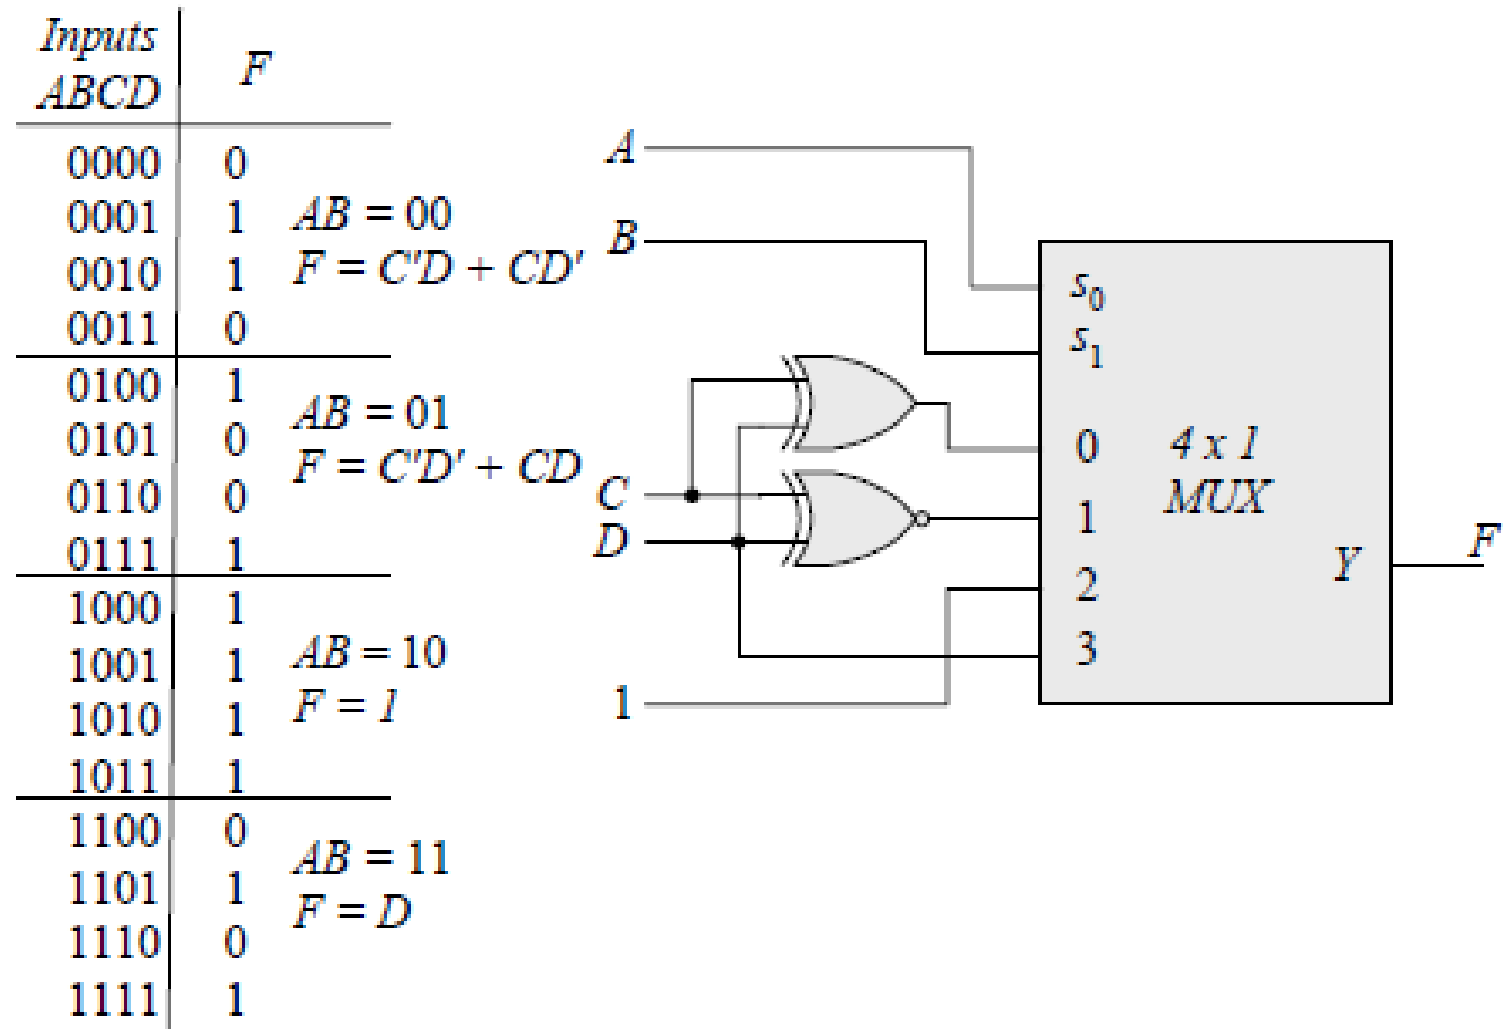 Inputs
ABCD F
0000 0
0001 1
0010 1
0011 0
AB = 00
F = C'D + CD'
0100 1
0101 0
0110 0
0111 1
AB = 01
F = C'D' + CD
1000 1
1001 1
1010 1
1011 1
AB = 10
F = 1
1100 0
1101 1
1110 0
1111 1
AB = 11
F = D
A
B
C
D
1
s₀
s₁
0
1
2
3
4 x 1
MUX
Y
F